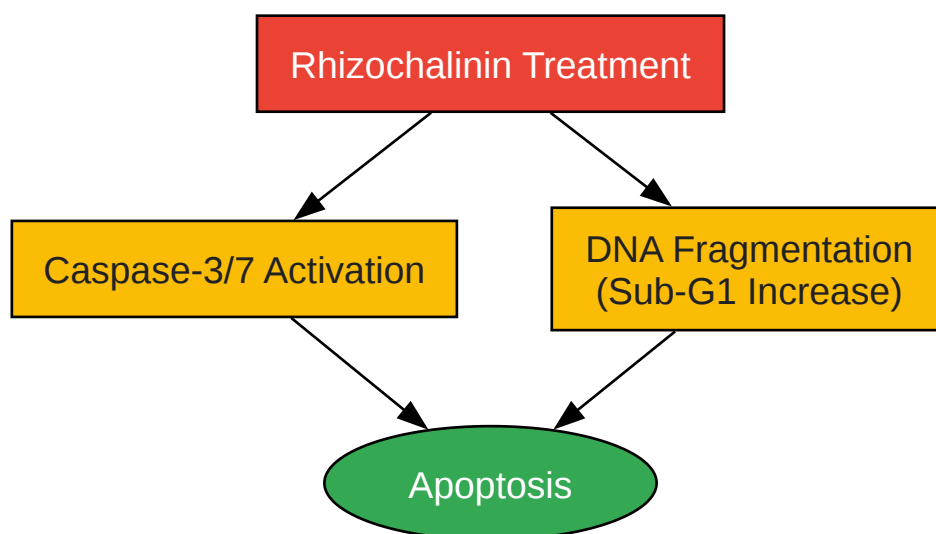 Rhizochalinin Treatment
Caspase-3/7 Activation
DNA Fragmentation
(Sub-G1 Increase)
Apoptosis